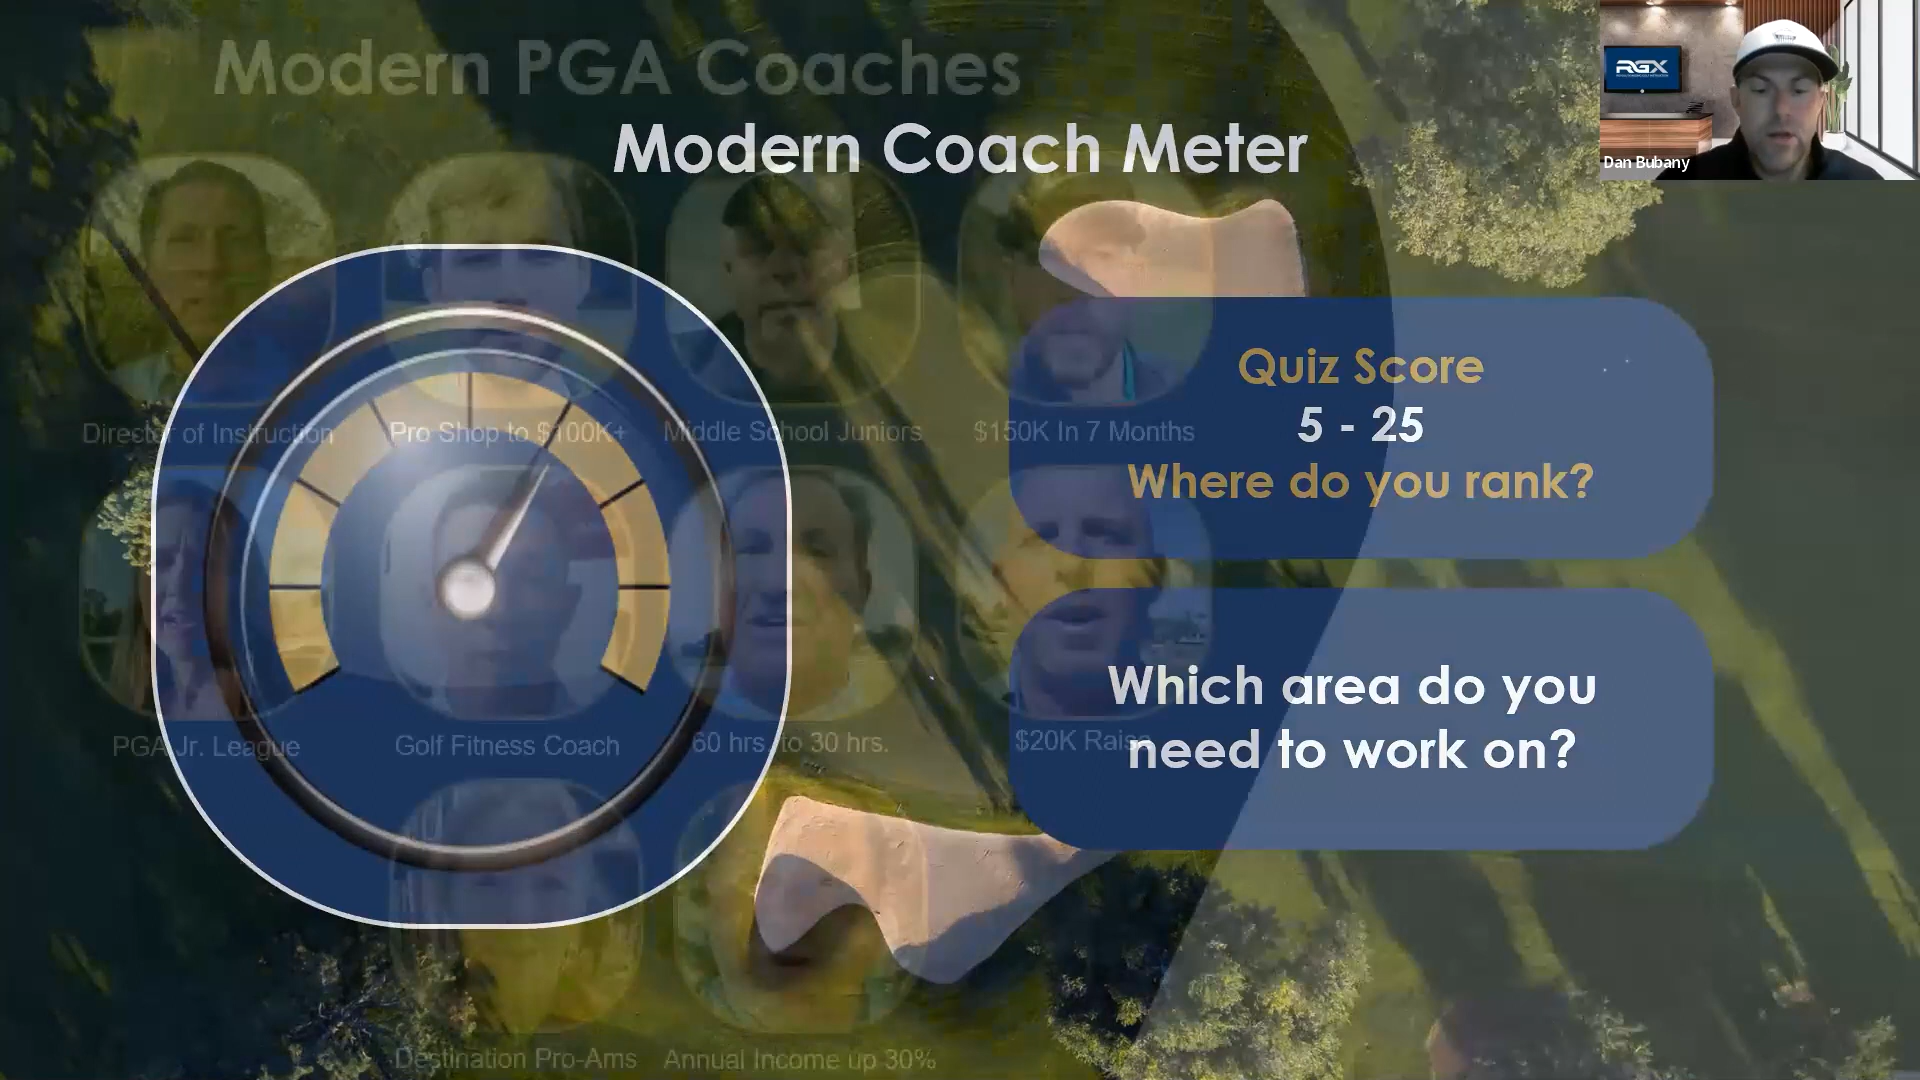 Modern PGA Coaches
Modern Coach Meter
RGX
Dan Bubany
Director of Instruction
Pro Shop to $100K+
Middle School Juniors
$150K In 7 Months
Quiz Score
5 - 25
Where do you rank?
PGA Jr. League
Golf Fitness Coach
60 hrs. to 30 hrs.
$20K Raise
Which area do you
need to work on?
Destination Pro-Ams
Annual Income up 30%